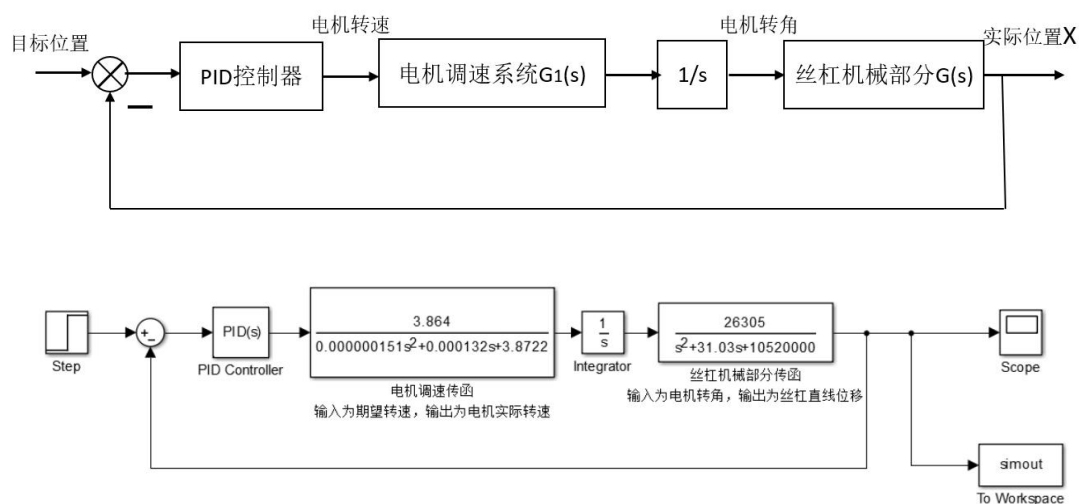 目标位置
电机转速
电机转角
实际位置X
PID控制器
电机调速系统G1(s)
1/s
丝杠机械部分G(s)
Step
PID(s)
PID Controller
3.864
0.000000151s²+0.000132s+3.8722
电机调速传函
输入为期望转速，输出为电机实际转速
1
s
Integrator
26305
s²+31.03s+10520000
丝杠机械部分传函
输入为电机转角，输出为丝杠直线位移
Scope
simout
To Workspace